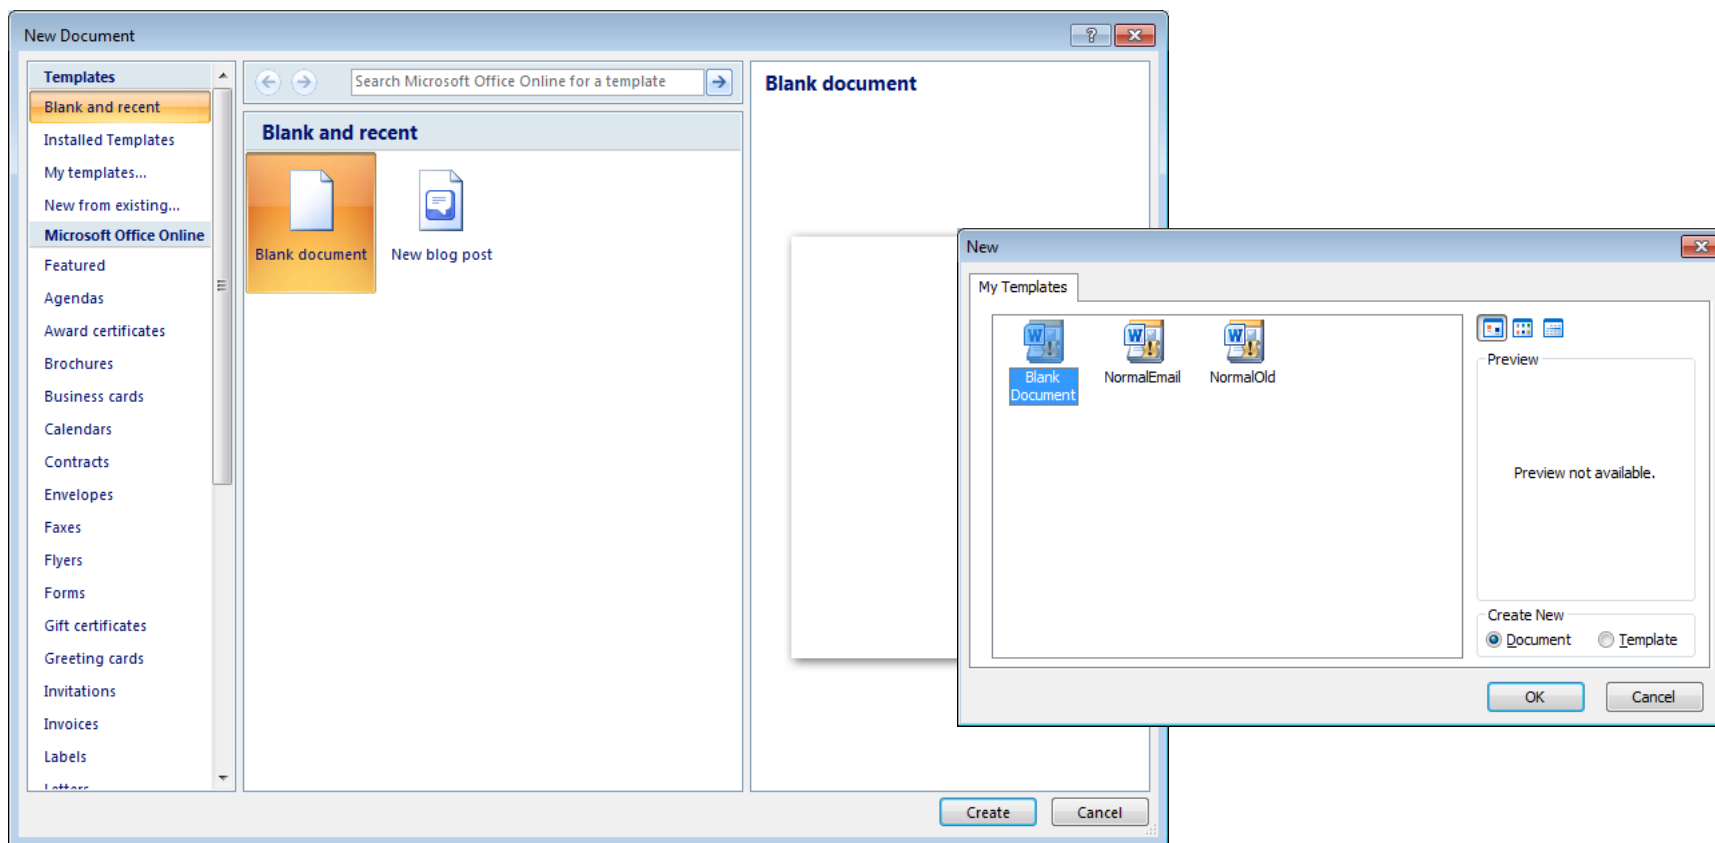 New Document
Templates
Blank and recent
Installed Templates
My templates...
New from existing...
Microsoft Office Online
Featured
Agendas
Award certificates
Brochures
Business cards
Calendars
Contracts
Envelopes
Faxes
Flyers
Forms
Gift certificates
Greeting cards
Invitations
Invoices
Labels
Letters
Search Microsoft Office Online for a template
Blank and recent
Blank document
New blog post
Blank document
Create
Cancel
New
My Templates
Blank
Document
NormalEmail
NormalOld
Preview
Preview not available.
Create New
Document
Template
OK
Cancel